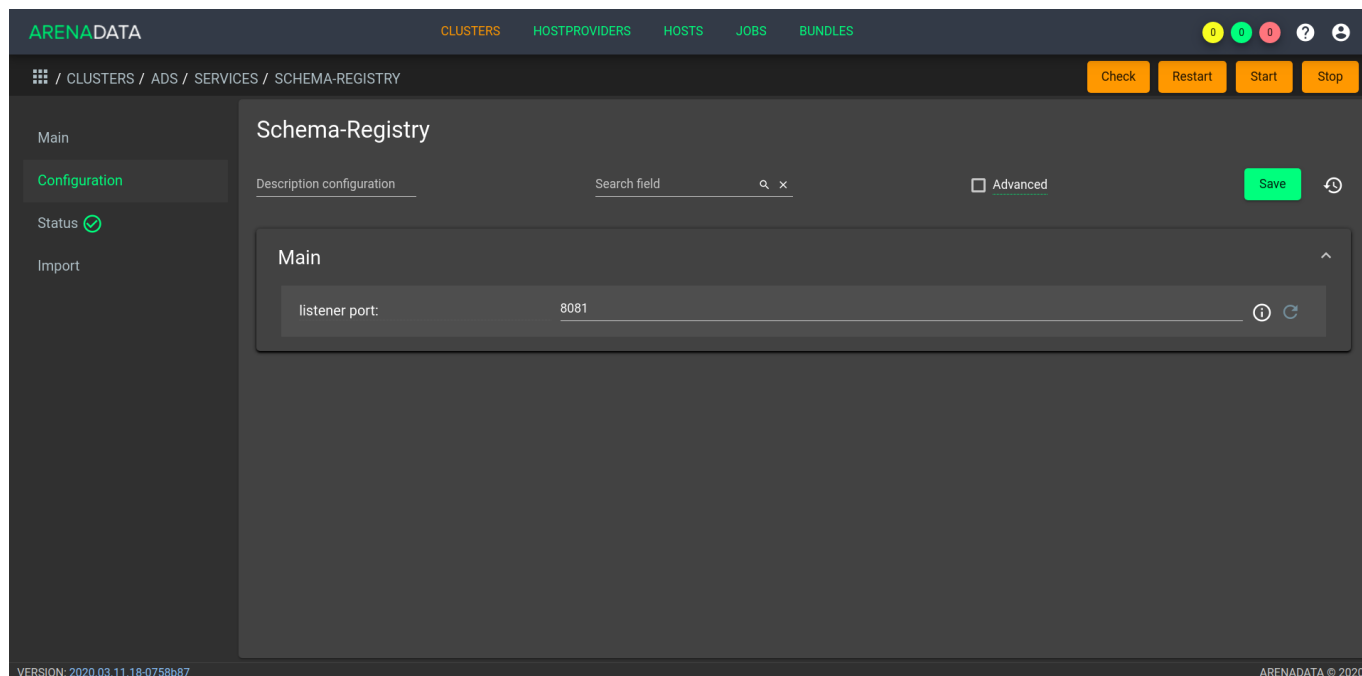 ARENADATA CLUSTERS HOSTPROVIDERS HOSTS JOBS BUNDLES 0 0 0 ?
/ CLUSTERS / ADS / SERVICES / SCHEMA-REGISTRY Check Restart Start Stop
Main
Configuration
Status
Import
Schema-Registry
Description configuration Search field Advanced Save
Main
listener port: 8081
VERSION: 2020.03.11.18-0758b87 ARENADATA © 2020